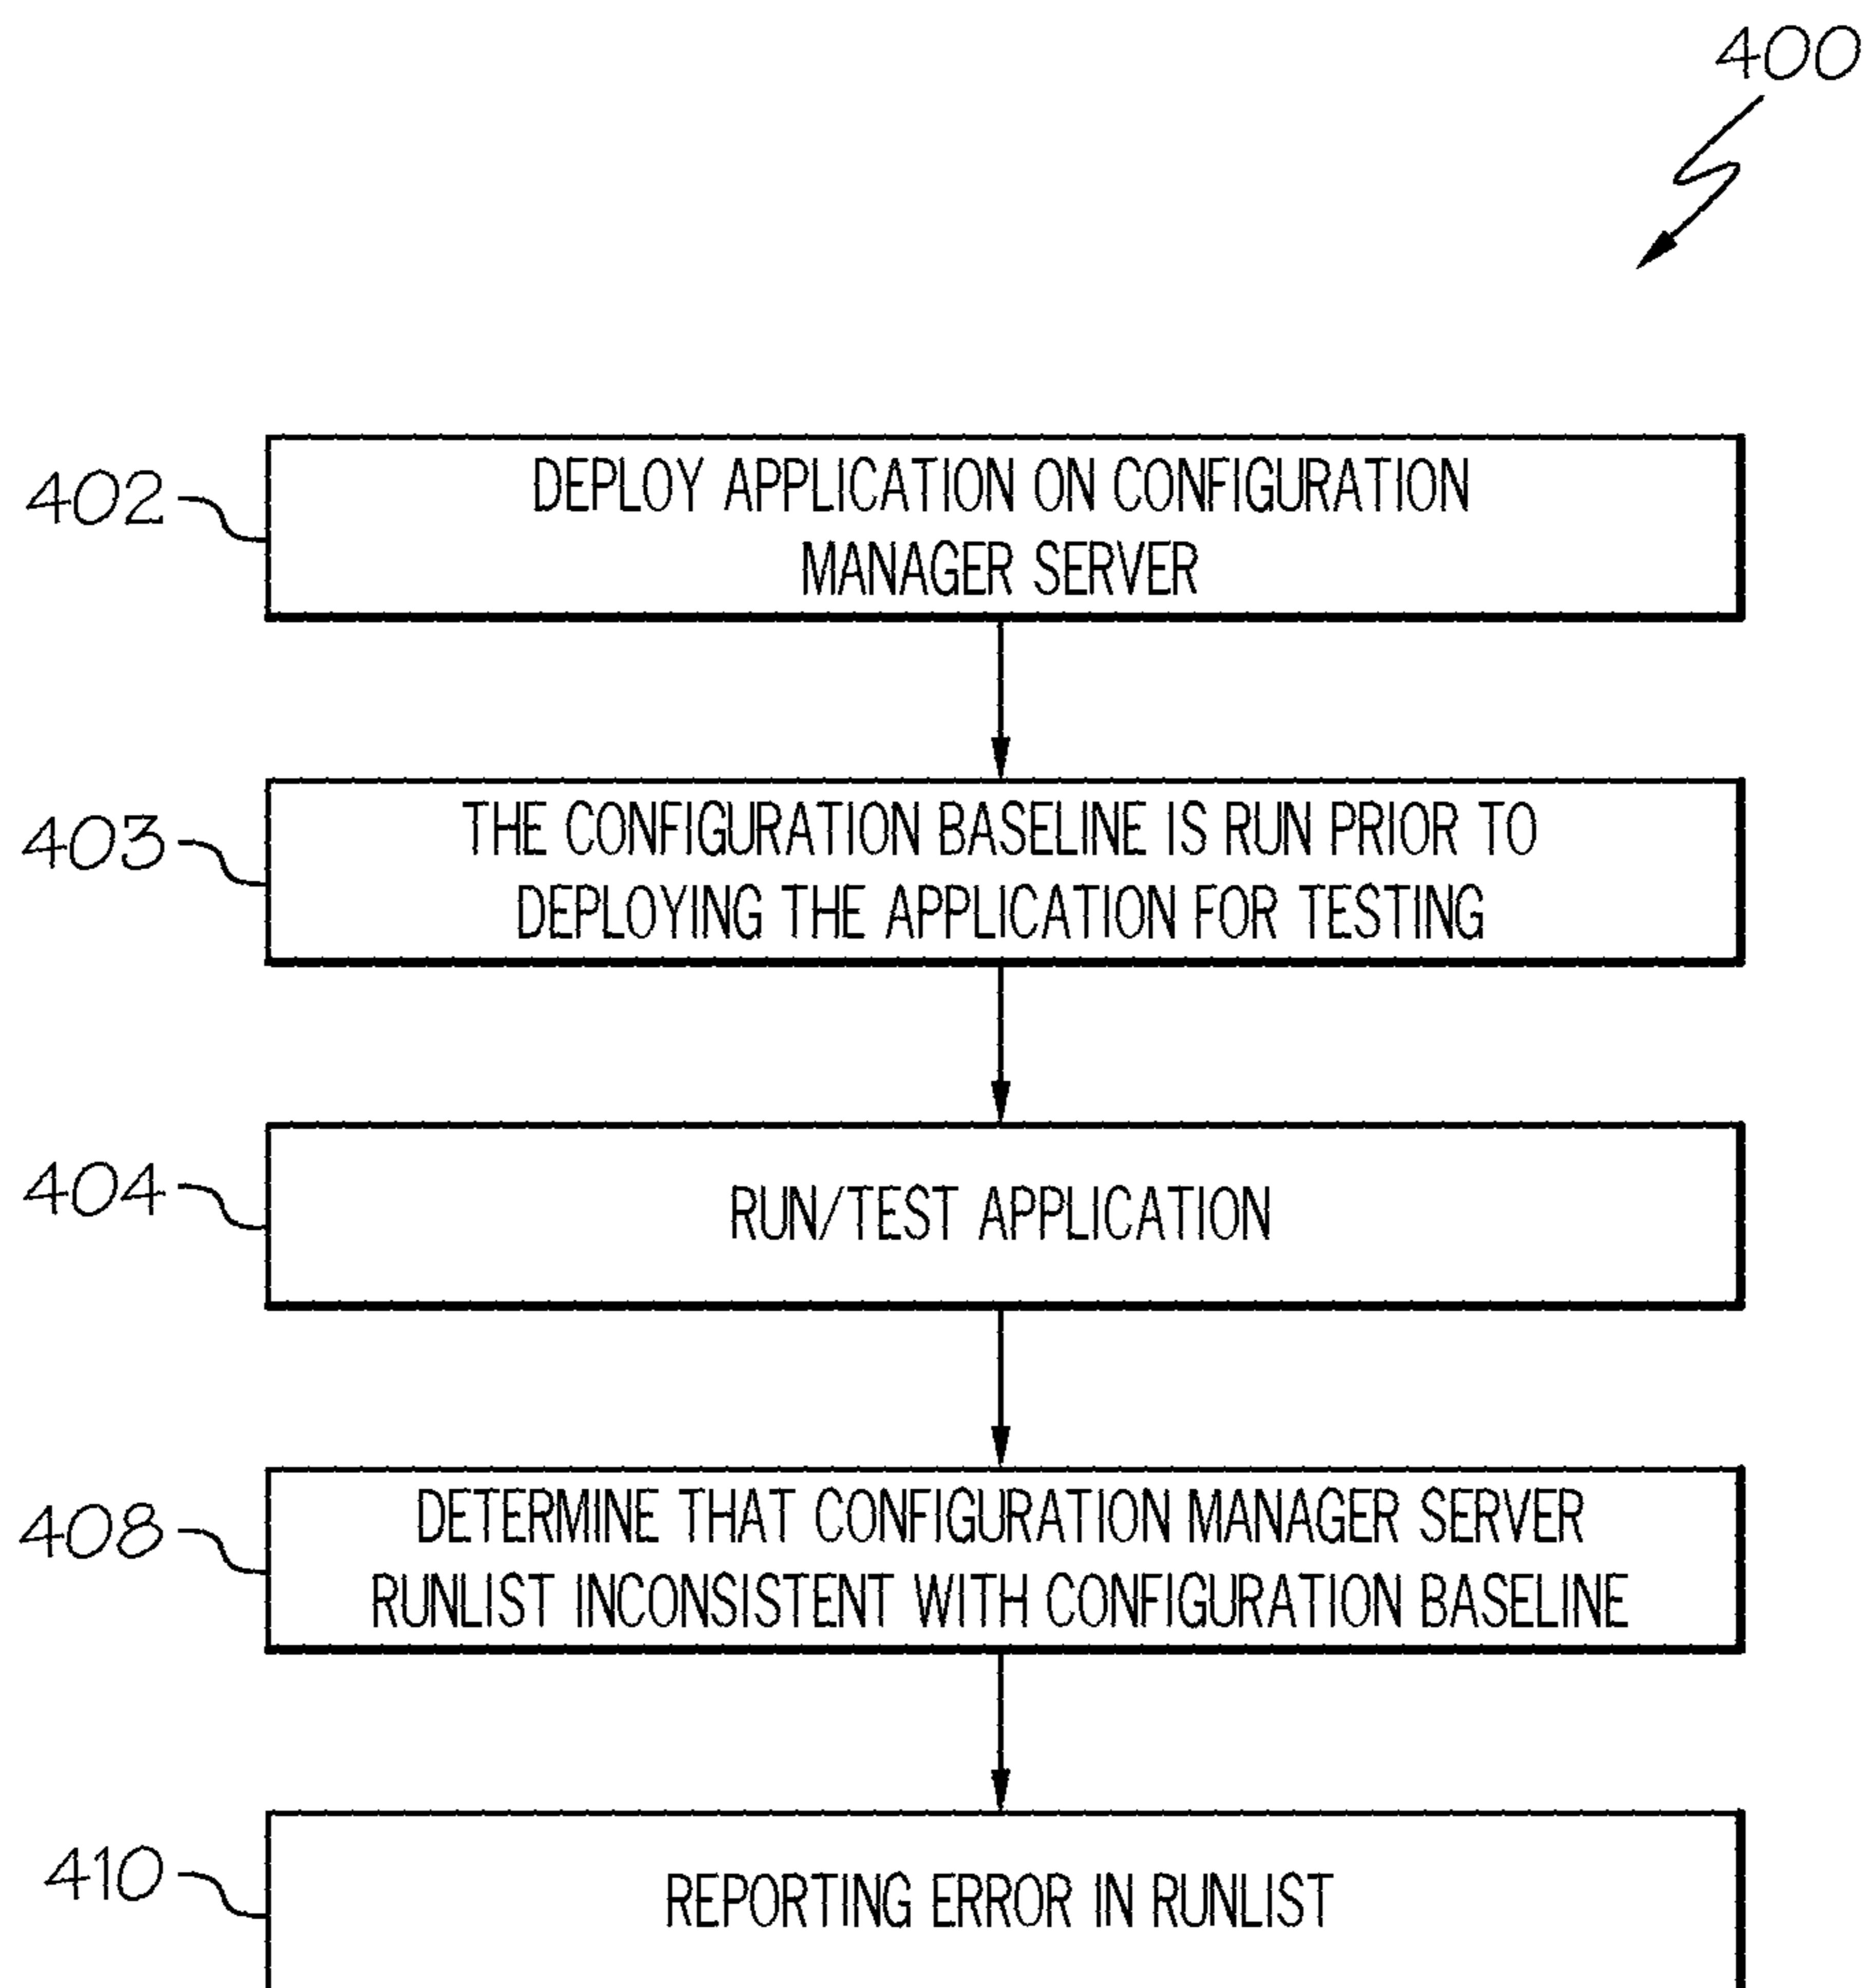 400
402
DEPLOY APPLICATION ON CONFIGURATION
MANAGER SERVER
403
THE CONFIGURATION BASELINE IS RUN PRIOR TO
DEPLOYING THE APPLICATION FOR TESTING
404
RUN/TEST APPLICATION
408
DETERMINE THAT CONFIGURATION MANAGER SERVER
RUNLIST INCONSISTENT WITH CONFIGURATION BASELINE
410
REPORTING ERROR IN RUNLIST